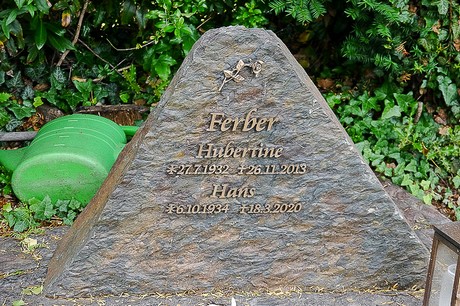 Ferber
Hubertine
*27.7.1932 †26.11.2013
Hans
*6.10.1934 †18.3.2020